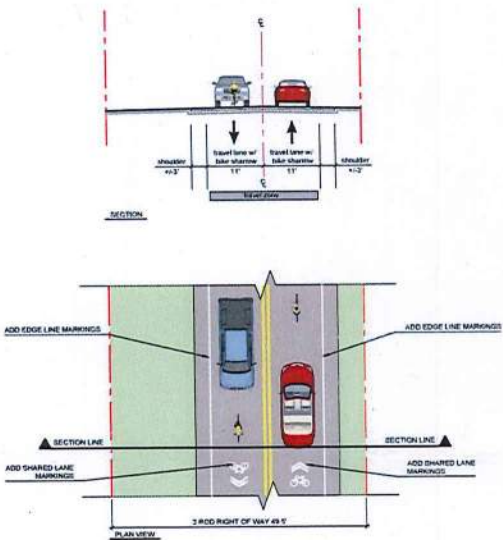 ℄
travel lane w/ travel lane w/
shoulder bike sharrow bike sharrow shoulder
+/-3' 11' 11' +/-3'
℄
travel zone
SECTION
ADD EDGE LINE MARKINGS ADD EDGE LINE MARKINGS
SECTION LINE SECTION LINE
ADD SHARED LANE ADD SHARED LANE
MARKINGS MARKINGS
3 ROD RIGHT OF WAY 49.5'
PLAN VIEW